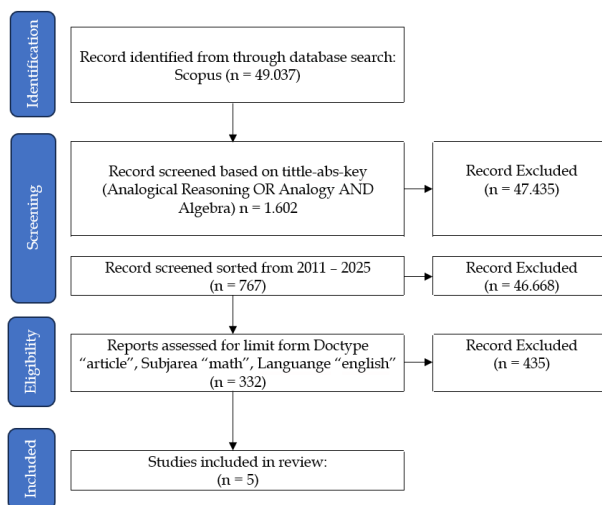 Identification
Record identified from through database search:
Scopus (n = 49.037)
Screening
Record screened based on tittle-abs-key
(Analogical Reasoning OR Analogy AND
Algebra) n = 1.602
Record Excluded
(n = 47.435)
Record screened sorted from 2011 – 2025
(n = 767)
Record Excluded
(n = 46.668)
Eligibility
Reports assessed for limit form Doctype
“article”, Subjarea “math”, Languange “english”
(n = 332)
Record Excluded
(n = 435)
Included
Studies included in review:
(n = 5)